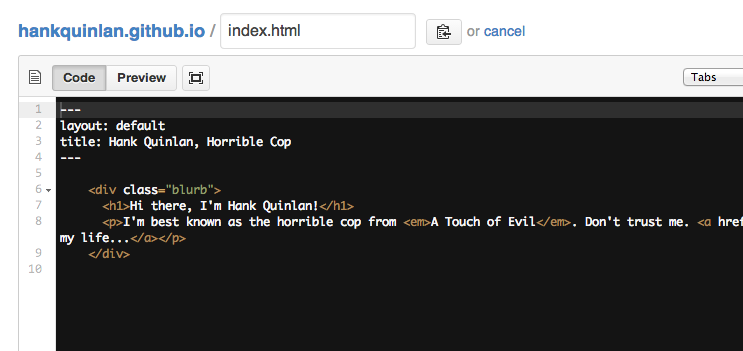 hankquinlan.github.io / index.html or cancel
Code Preview Tabs
1 ---
2 layout: default
3 title: Hank Quinlan, Horrible Cop
4 ---
5
6 <div class="blurb">
7 <h1>Hi there, I'm Hank Quinlan!</h1>
8 <p>I'm best known as the horrible cop from <em>A Touch of Evil</em>. Don't trust me. <a href
my life...</a></p>
9 </div>
10